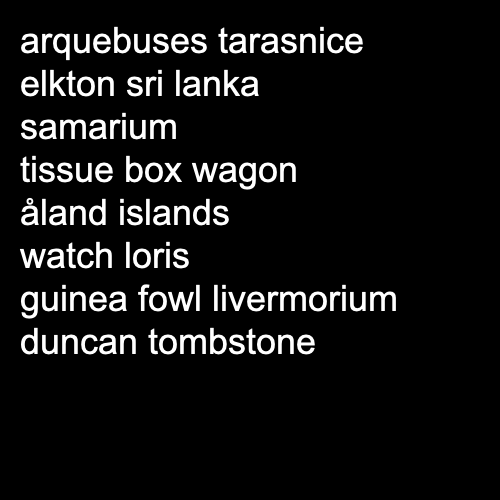 arquebuses tarasnice
elkton sri lanka
samarium
tissue box wagon
åland islands
watch loris
guinea fowl livermorium
duncan tombstone